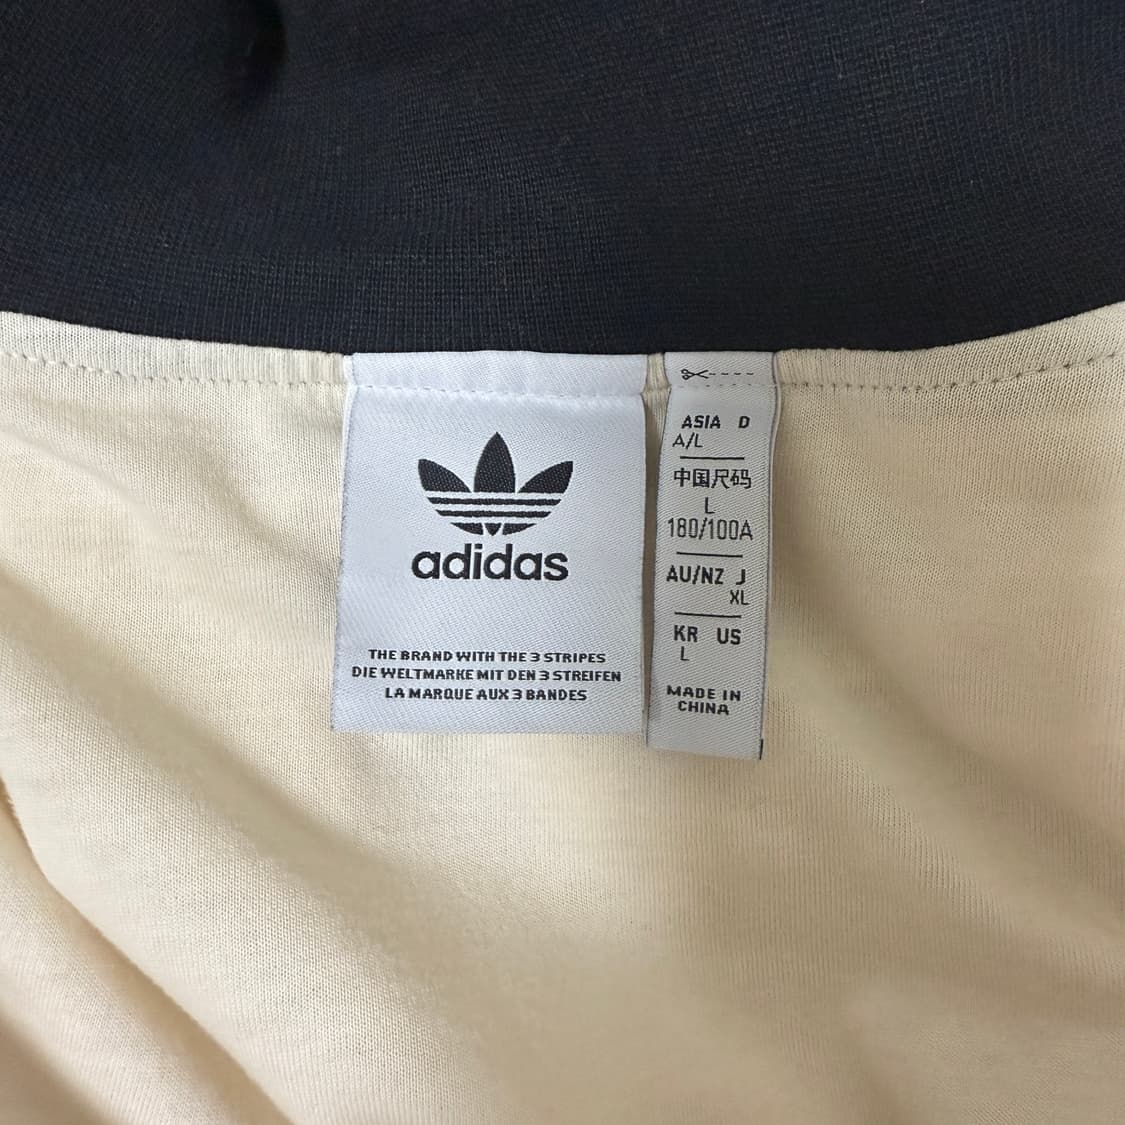 adidas
THE BRAND WITH THE 3 STRIPES
DIE WELTMARKE MIT DEN 3 STREIFEN
LA MARQUE AUX 3 BANDES
ASIA D
A/L
中国尺码
L
180/100A
AU/NZ J
XL
KR US
L
MADE IN
CHINA